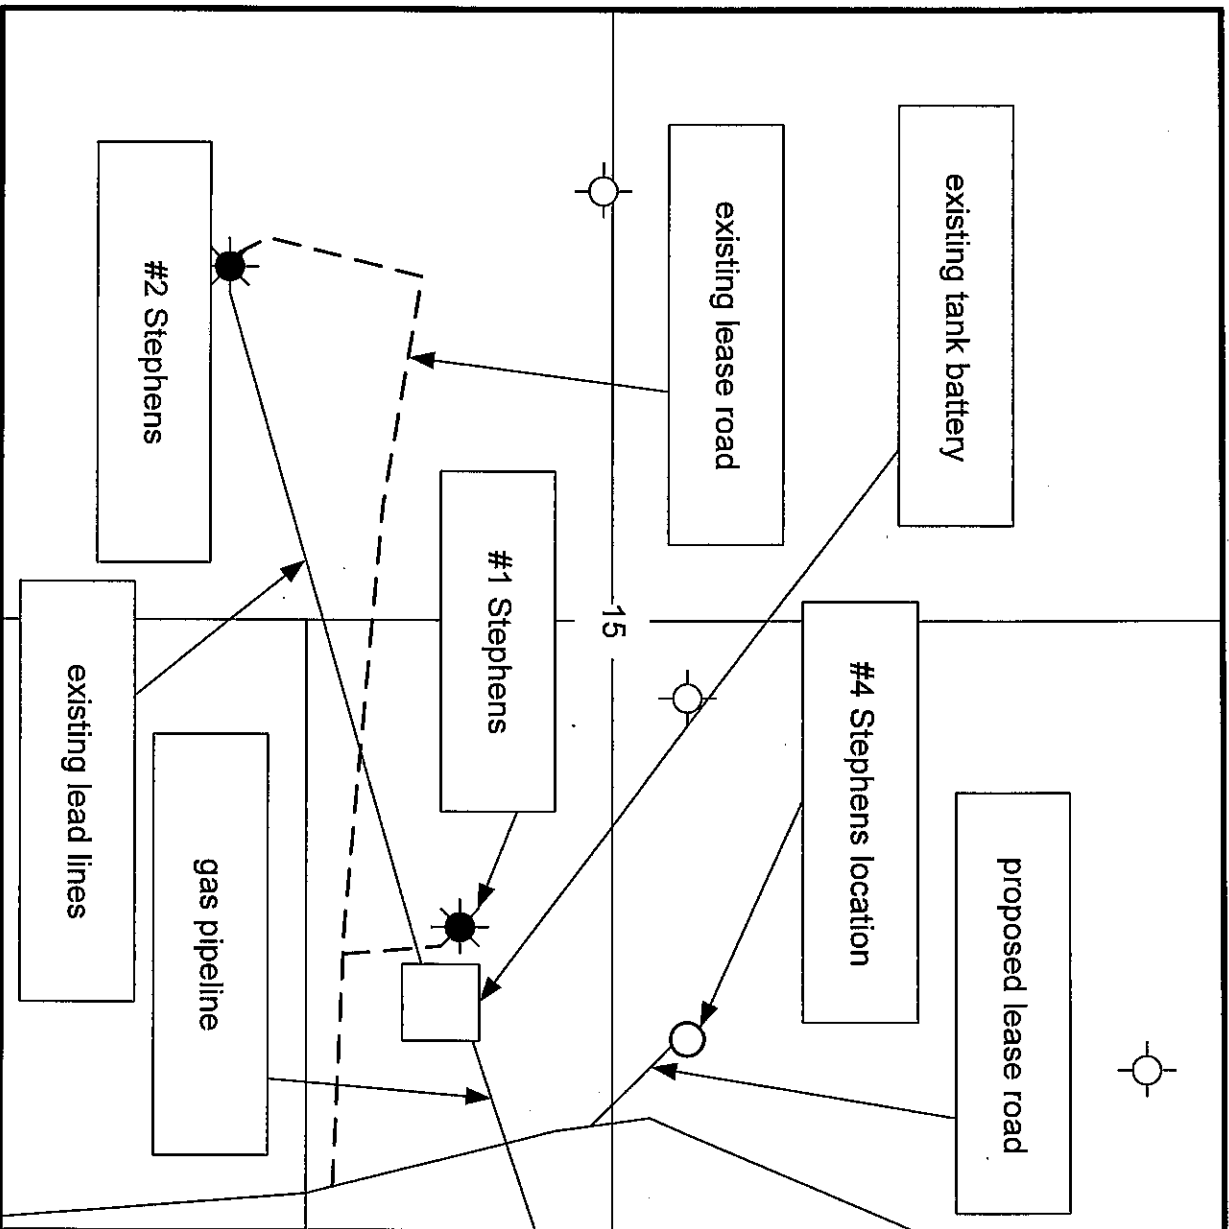 proposed lease road
existing tank battery
#4 Stephens location
existing lease road
15
#1 Stephens
gas pipeline
#2 Stephens
existing lead lines